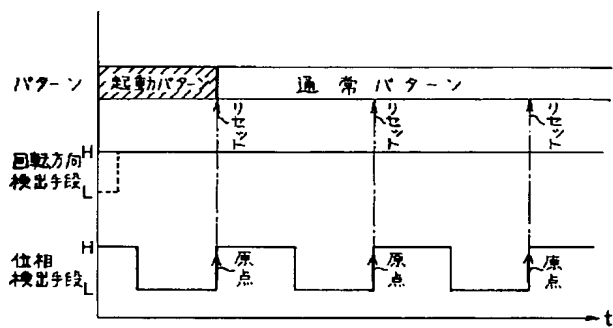 パターン
起動パターン
通常パターン
リセット
リセット
リセット
H
回転方向
検出手段
L
H
位相
検出手段
L
原点
原点
原点
t